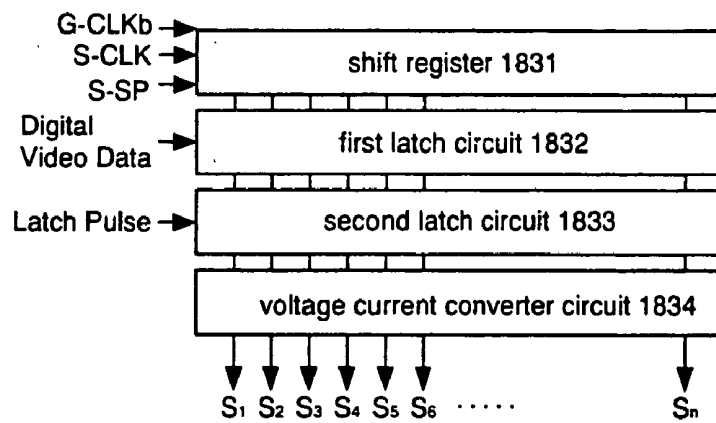 G-CLKb
S-CLK
S-SP
shift register 1831
Digital
Video Data
first latch circuit 1832
Latch Pulse
second latch circuit 1833
voltage current converter circuit 1834
S1 S2 S3 S4 S5 S6 ····· Sn